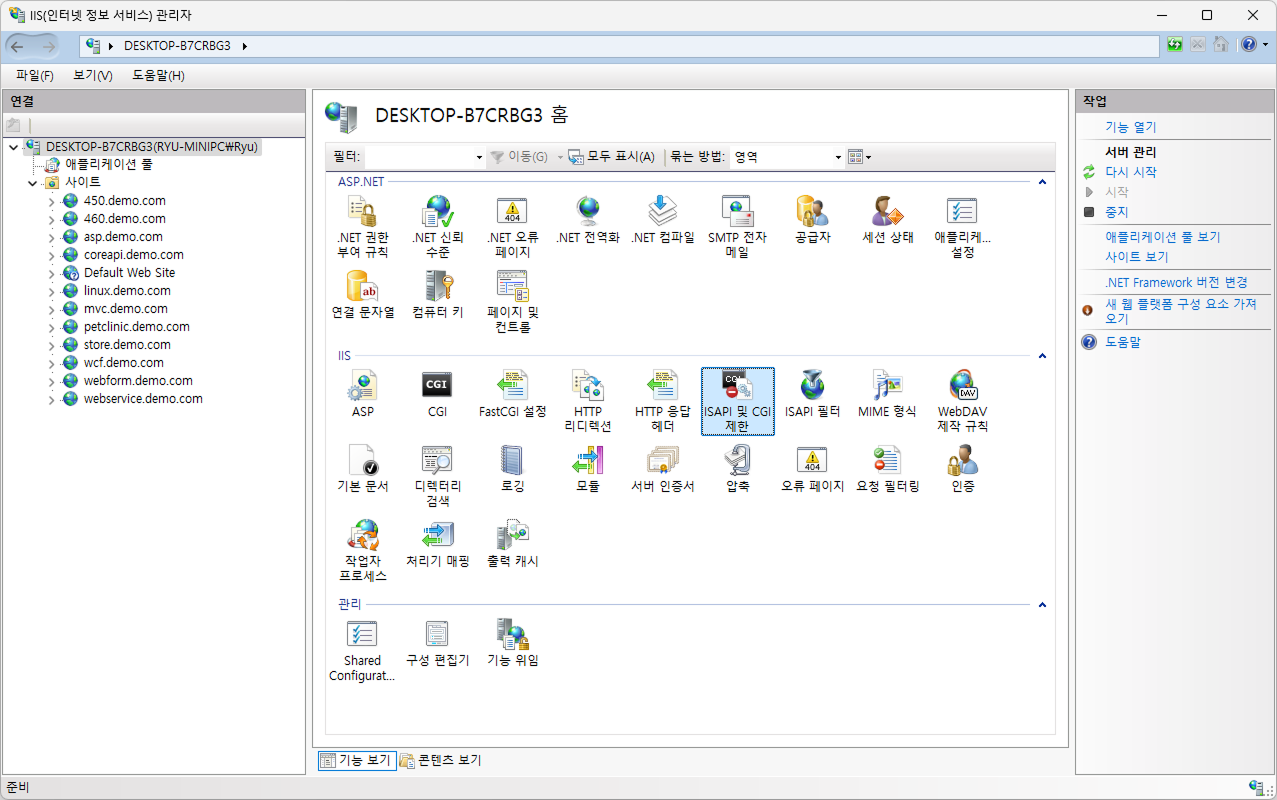 IIS(인터넷 정보 서비스) 관리자
DESKTOP-B7CRBG3
파일(F) 보기(V) 도움말(H)
연결
DESKTOP-B7CRBG3(RYU-MINIPC₩Ryu)
애플리케이션 풀
사이트
450.demo.com
460.demo.com
asp.demo.com
coreapi.demo.com
Default Web Site
linux.demo.com
mvc.demo.com
petclinic.demo.com
store.demo.com
wcf.demo.com
webform.demo.com
webservice.demo.com
DESKTOP-B7CRBG3 홈
필터: 이동(G) 모두 표시(A) 묶는 방법: 영역
ASP.NET
.NET 권한
부여 규칙
.NET 신뢰
수준
404
.NET 오류
페이지
.NET 전역화
.NET 컴파일
SMTP 전자
메일
공급자
세션 상태
애플리케...
설정
ab
연결 문자열
컴퓨터 키
페이지 및
컨트롤
IIS
ASP
CGI
CGI
FastCGI 설정
HTTP
리디렉션
HTTP 응답
헤더
CGI
ISAPI 및 CGI
제한
ISAPI 필터
MIME 형식
DAV
WebDAV
제작 규칙
기본 문서
디렉터리
검색
로깅
모듈
서버 인증서
압축
404
오류 페이지
요청 필터링
인증
작업자
프로세스
처리기 매핑
출력 캐시
관리
Shared
Configurat...
구성 편집기
기능 위임
기능 보기 콘텐츠 보기
작업
기능 열기
서버 관리
다시 시작
시작
중지
애플리케이션 풀 보기
사이트 보기
.NET Framework 버전 변경
새 웹 플랫폼 구성 요소 가져
오기
도움말
준비